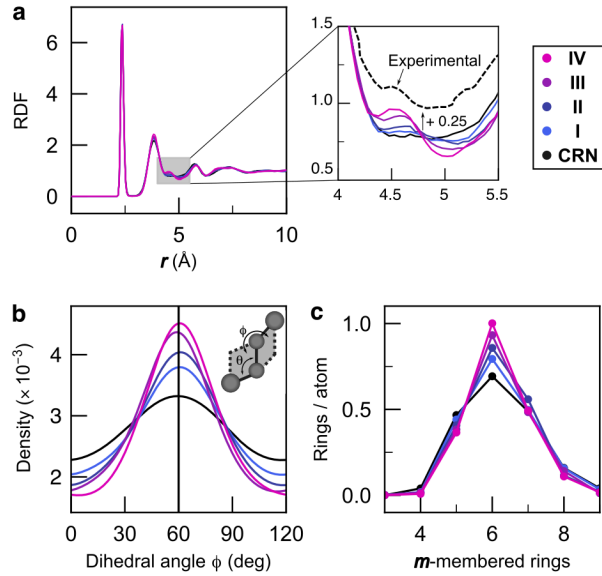 a
RDF
6
4
2
0
0
5
10
r (Å)
1.5
1.0
0.5
4
4.5
5
5.5
Experimental
+ 0.25
IV
III
II
I
CRN
b
Density (× 10⁻³)
4
3
2
0
30
60
90
120
Dihedral angle ϕ (deg)
ϕ
θ
c
Rings / atom
1.0
0.5
0.0
4
6
8
m-membered rings